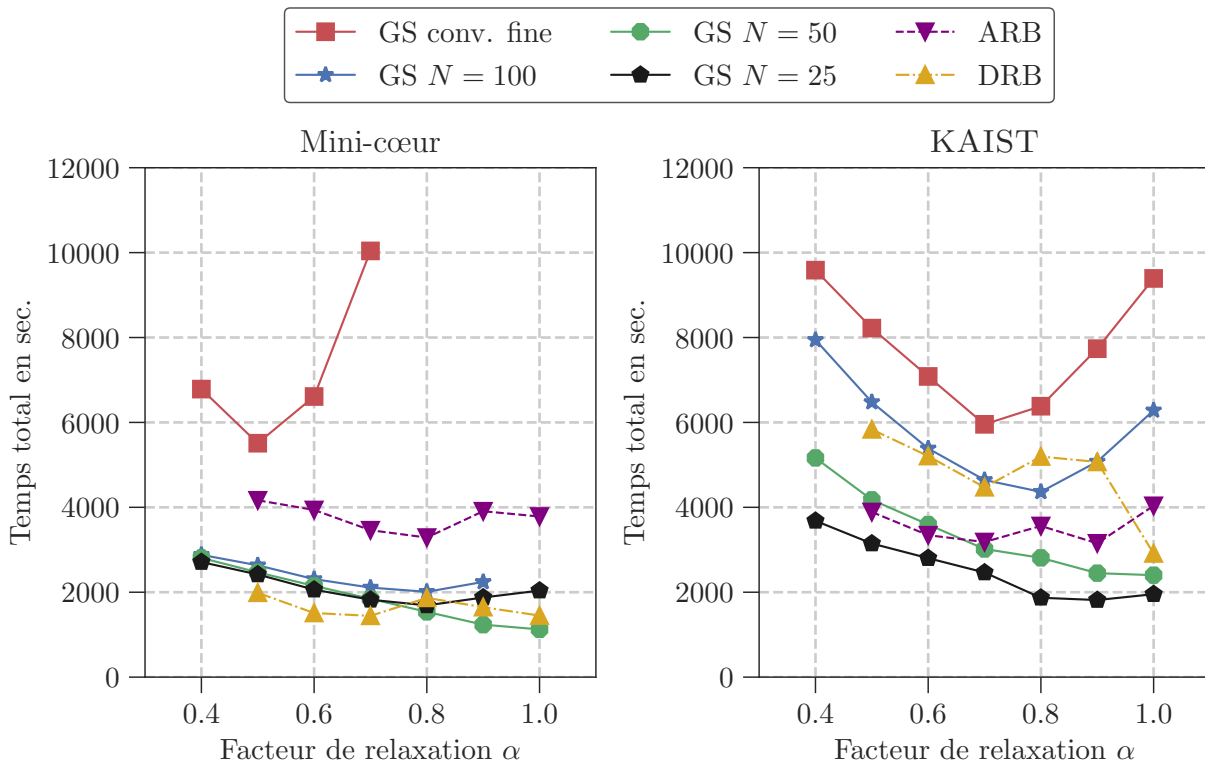 GS conv. fine
GS N = 100
GS N = 50
GS N = 25
ARB
DRB
Mini-cœur
12000
10000
8000
6000
4000
2000
0
Temps total en sec.
0.4 0.6 0.8 1.0
Facteur de relaxation α
KAIST
12000
10000
8000
6000
4000
2000
0
Temps total en sec.
0.4 0.6 0.8 1.0
Facteur de relaxation α